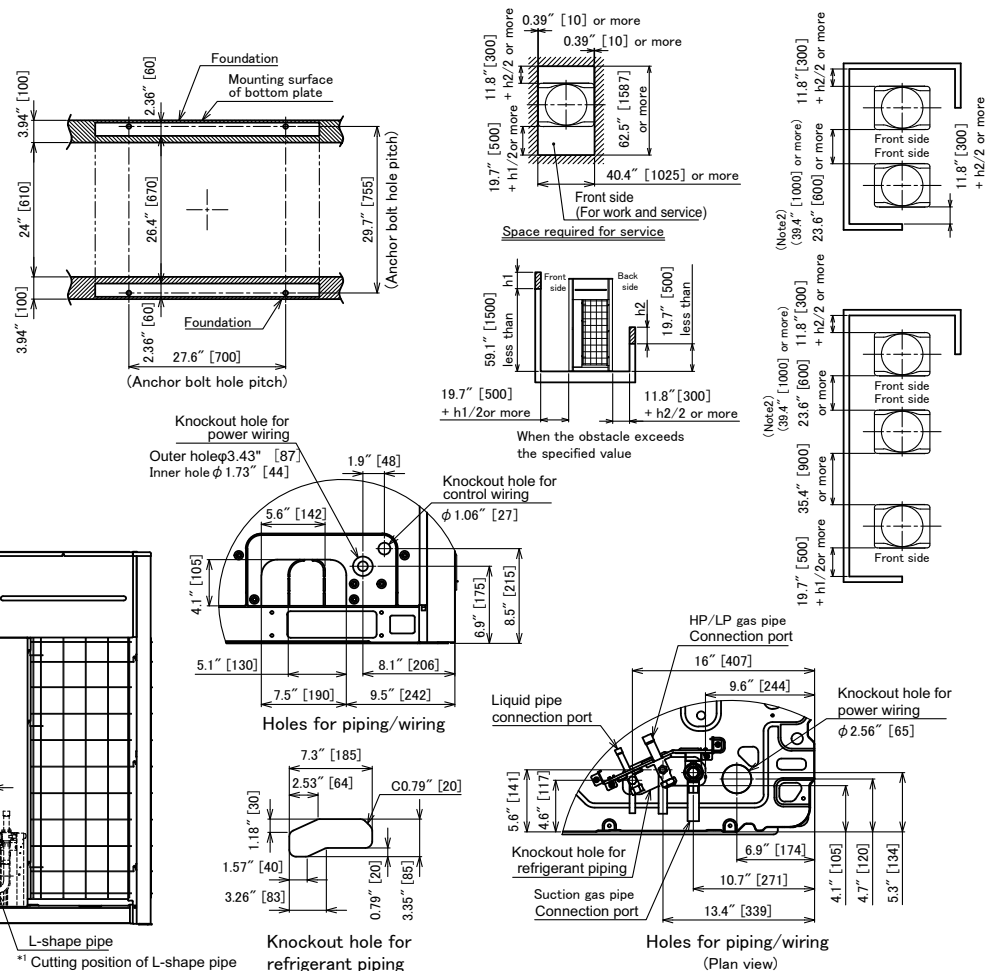 Foundation
Mounting surface
of bottom plate
3.94″ [100]
2.36″ [60]
24″ [610]
26.4″ [670]
29.7″ [755]
(Anchor bolt hole pitch)
3.94″ [100]
2.36″ [60]
Foundation
27.6″ [700]
(Anchor bolt hole pitch)
0.39″ [10] or more
0.39″ [10] or more
11.8″ [300]
+ h2/2 or more
62.5″ [1587]
or more
19.7″ [500]
+ h1/2or more
40.4″ [1025] or more
Front side
(For work and service)
Space required for service
h1
Front
side
Back
side
h2
59.1″ [1500]
less than
19.7″ [500]
less than
19.7″ [500]
+ h1/2or more
11.8″[300]
+ h2/2 or more
When the obstacle exceeds
the specified value
11.8″[300]
+ h2/2 or more
Front side
Front side
(Note2)
(39.4″ [1000] or more)
23.6″ [600] or more
11.8″ [300]
+ h2/2 or more
11.8″[300]
+ h2/2 or more
Front side
Front side
(Note2)
(39.4″ [1000] or more)
23.6″ [600]
or more
35.4″ [900]
or more
Front side
19.7″ [500]
+ h1/2or more
Knockout hole for
power wiring
Outer holeφ3.43" [87]
Inner hole φ 1.73″ [44]
1.9″ [48]
Knockout hole for
control wiring
φ 1.06″ [27]
5.6″ [142]
4.1″ [105]
6.9″ [175]
8.5″ [215]
5.1″ [130]
8.1″ [206]
7.5″ [190]
9.5″ [242]
Holes for piping/wiring
7.3″ [185]
2.53″ [64]
C0.79″ [20]
1.18″ [30]
1.57″ [40]
3.26″ [83]
0.79″ [20]
3.35″ [85]
Knockout hole for
refrigerant piping
HP/LP gas pipe
Connection port
16″ [407]
9.6″ [244]
Liquid pipe
connection port
Knockout hole for
power wiring
φ 2.56″ [65]
5.6″ [141]
4.6″ [117]
Knockout hole for
refrigerant piping
6.9″ [174]
4.1″ [105]
4.7″ [120]
5.3″ [134]
Suction gas pipe
Connection port
10.7″ [271]
13.4″ [339]
Holes for piping/wiring
(Plan view)
L-shape pipe
*1 Cutting position of L-shape pipe